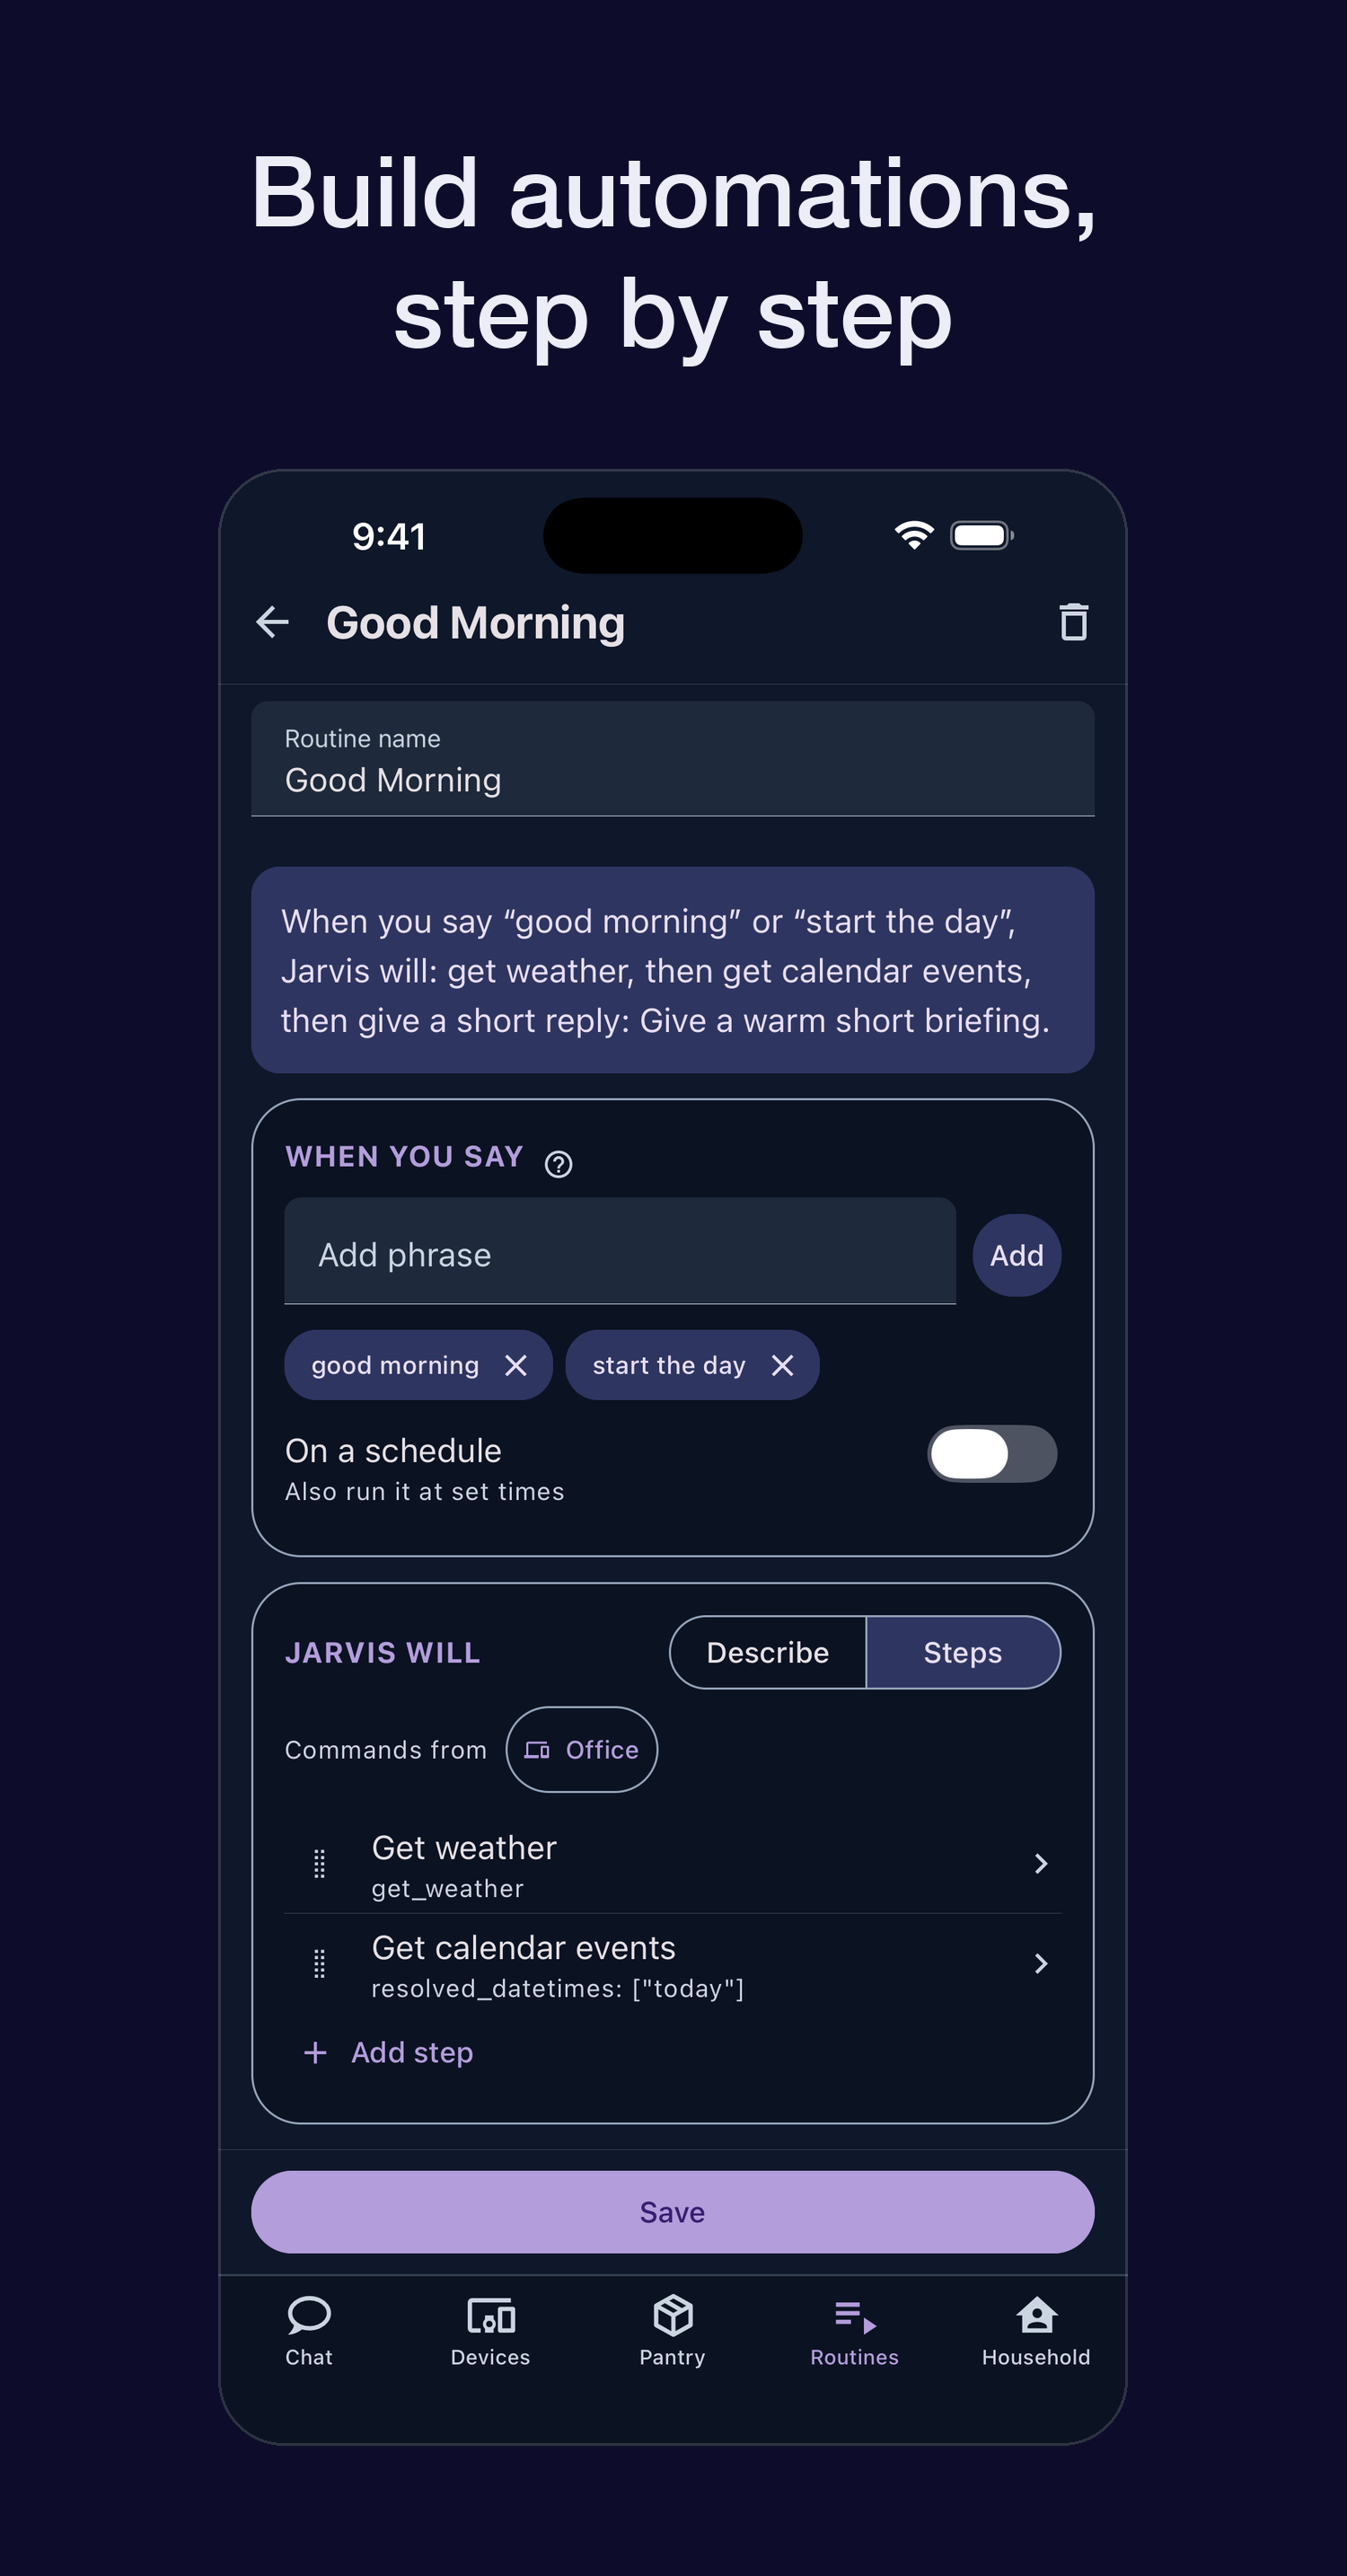 Build automations,
step by step
9:41
Good Morning
Routine name
Good Morning
When you say “good morning” or “start the day”,
Jarvis will: get weather, then get calendar events,
then give a short reply: Give a warm short briefing.
WHEN YOU SAY
Add phrase
Add
good morning
start the day
On a schedule
Also run it at set times
JARVIS WILL
Describe
Steps
Commands from
Office
Get weather
get_weather
Get calendar events
resolved_datetimes: ["today"]
Add step
Save
Chat
Devices
Pantry
Routines
Household